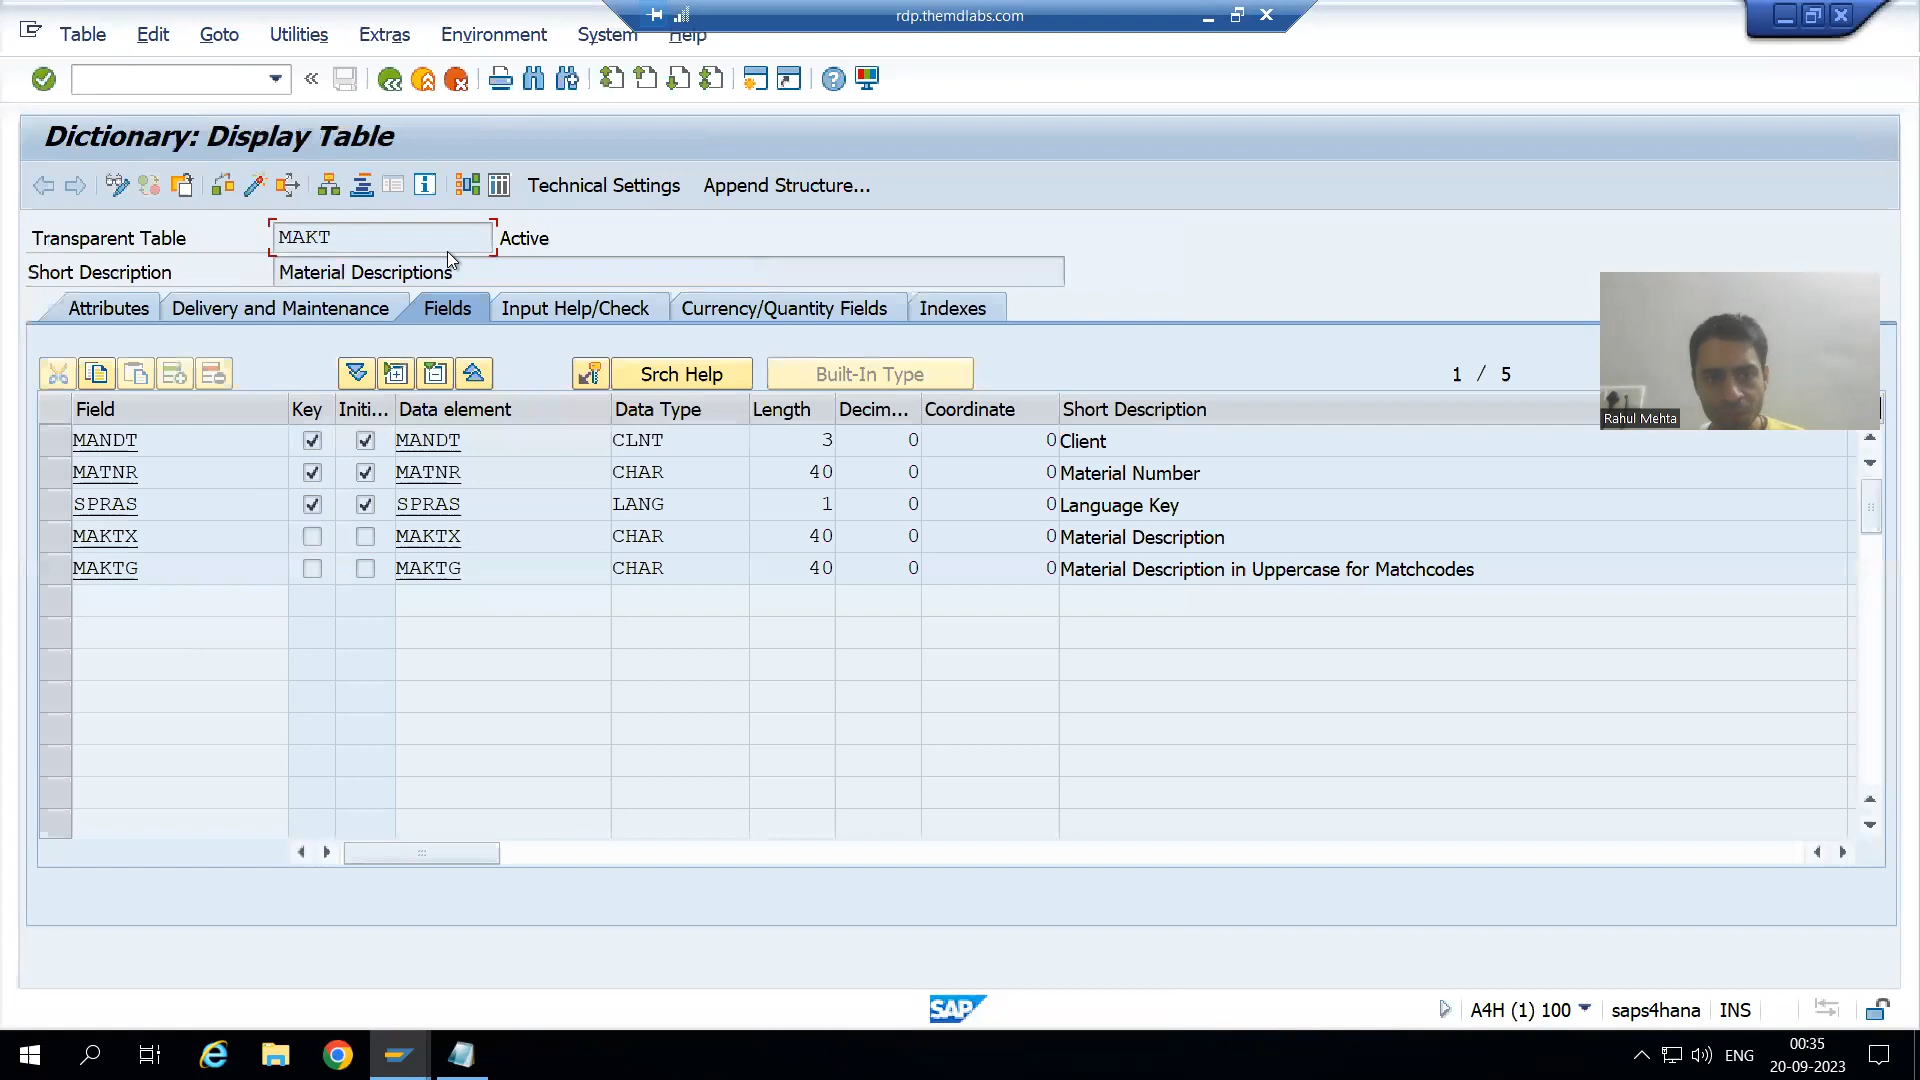 rdp.themdlabs.com
Table Edit Goto Utilities Extras Environment System Help
Dictionary: Display Table
Technical Settings Append Structure...
Transparent Table MAKT Active
Short Description Material Descriptions
Attributes Delivery and Maintenance Fields Input Help/Check Currency/Quantity Fields Indexes
Srch Help Built-In Type 1 / 5
Field Key Initi... Data element Data Type Length Decim... Coordinate Short Description
MANDT MANDT CLNT 3 0 0 Client
MATNR MATNR CHAR 40 0 0 Material Number
SPRAS SPRAS LANG 1 0 0 Language Key
MAKTX MAKTX CHAR 40 0 0 Material Description
MAKTG MAKTG CHAR 40 0 0 Material Description in Uppercase for Matchcodes
Rahul Mehta
SAP
A4H (1) 100 saps4hana INS
ENG
00:35
20-09-2023